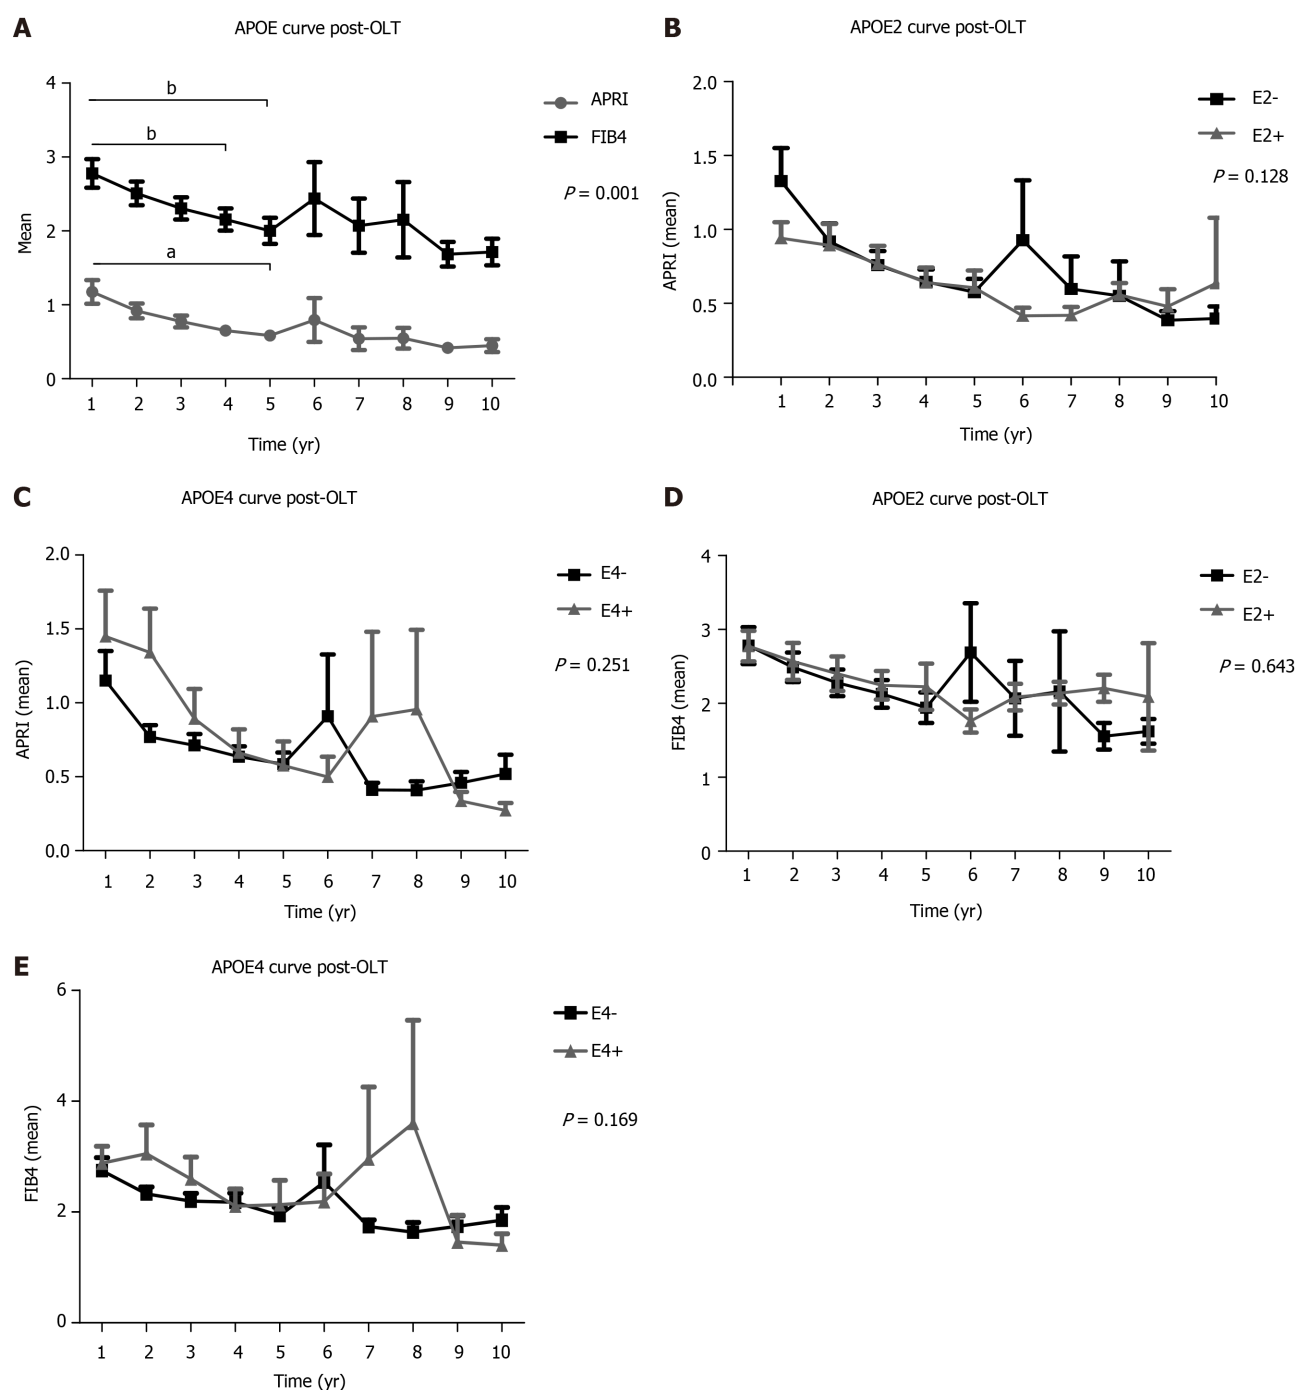 A
APOE curve post-OLT
4
3
2
1
0
Mean
b
b
a
APRI
FIB4
P = 0.001
1 2 3 4 5 6 7 8 9 10
Time (yr)
B
APOE2 curve post-OLT
2.0
1.5
1.0
0.5
0.0
APRI (mean)
E2-
E2+
P = 0.128
1 2 3 4 5 6 7 8 9 10
Time (yr)
C
APOE4 curve post-OLT
2.0
1.5
1.0
0.5
0.0
APRI (mean)
E4-
E4+
P = 0.251
1 2 3 4 5 6 7 8 9 10
Time (yr)
D
APOE2 curve post-OLT
4
3
2
1
0
FIB4 (mean)
E2-
E2+
P = 0.643
1 2 3 4 5 6 7 8 9 10
Time (yr)
E
APOE4 curve post-OLT
6
4
2
0
FIB4 (mean)
E4-
E4+
P = 0.169
1 2 3 4 5 6 7 8 9 10
Time (yr)